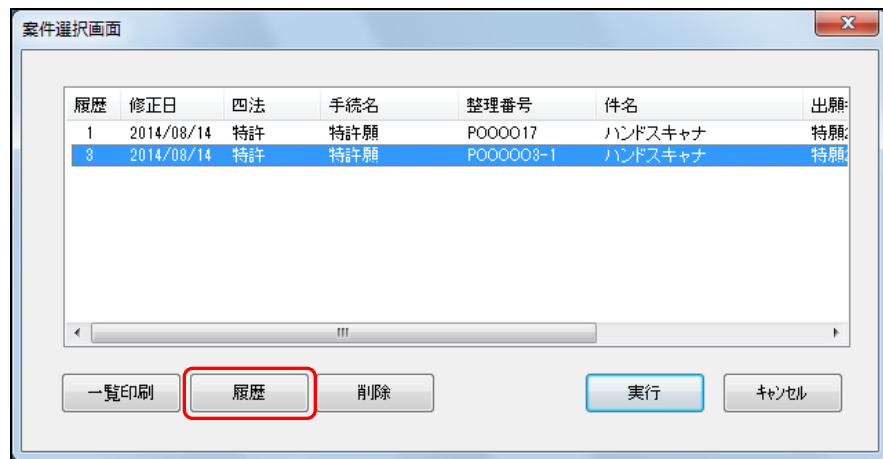 案件選択画面
履歴 修正日 四法 手続名 整理番号 件名 出願
1 2014/08/14 特許 特許願 P000017 ハンドスキャナ 特願2
3 2014/08/14 特許 特許願 P000003-1 ハンドスキャナ 特願2
一覧印刷 履歴 削除 実行 キャンセル